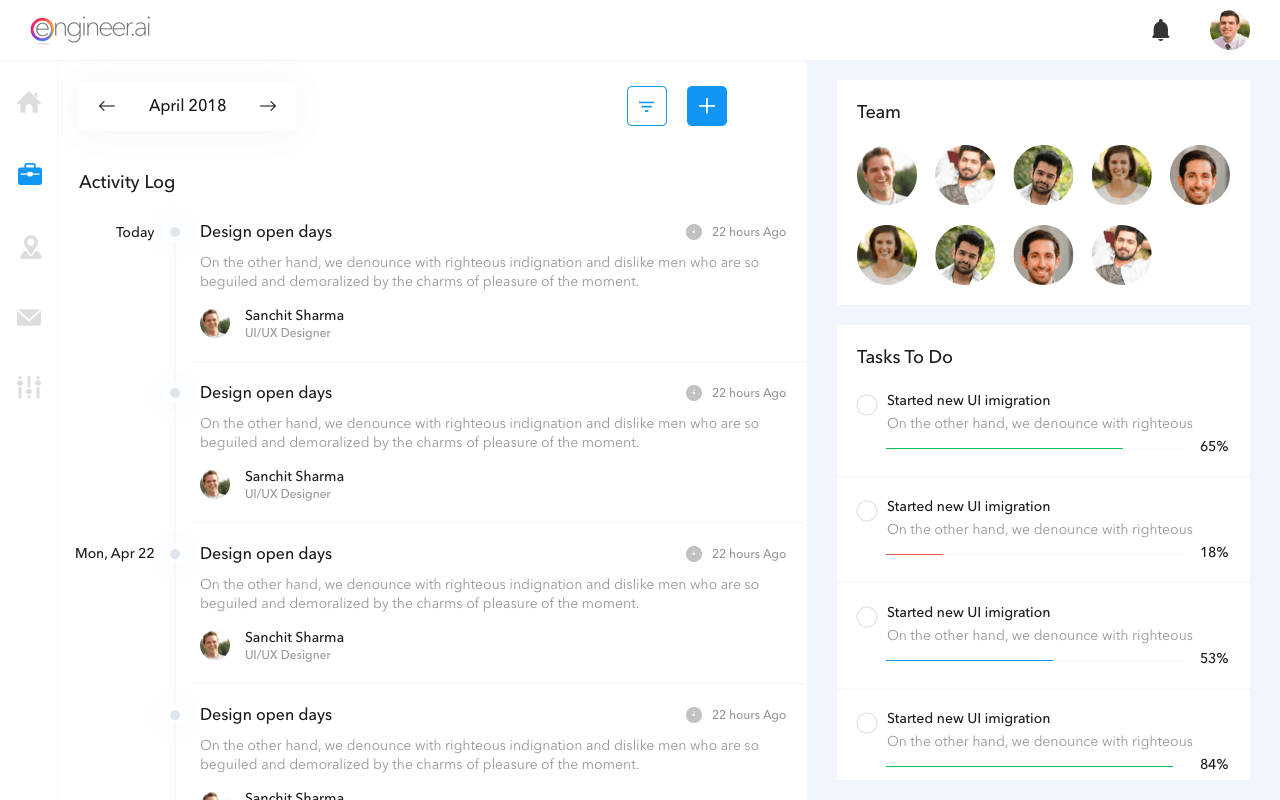 engineer.ai
April 2018
Activity Log
Today
Design open days
22 hours Ago
On the other hand, we denounce with righteous indignation and dislike men who are so
beguiled and demoralized by the charms of pleasure of the moment.
Sanchit Sharma
UI/UX Designer
Design open days
22 hours Ago
On the other hand, we denounce with righteous indignation and dislike men who are so
beguiled and demoralized by the charms of pleasure of the moment.
Sanchit Sharma
UI/UX Designer
Mon, Apr 22
Design open days
22 hours Ago
On the other hand, we denounce with righteous indignation and dislike men who are so
beguiled and demoralized by the charms of pleasure of the moment.
Sanchit Sharma
UI/UX Designer
Design open days
22 hours Ago
On the other hand, we denounce with righteous indignation and dislike men who are so
beguiled and demoralized by the charms of pleasure of the moment.
Sanchit Sharma
Team
Tasks To Do
Started new UI imigration
On the other hand, we denounce with righteous
65%
Started new UI imigration
On the other hand, we denounce with righteous
18%
Started new UI imigration
On the other hand, we denounce with righteous
53%
Started new UI imigration
On the other hand, we denounce with righteous
84%